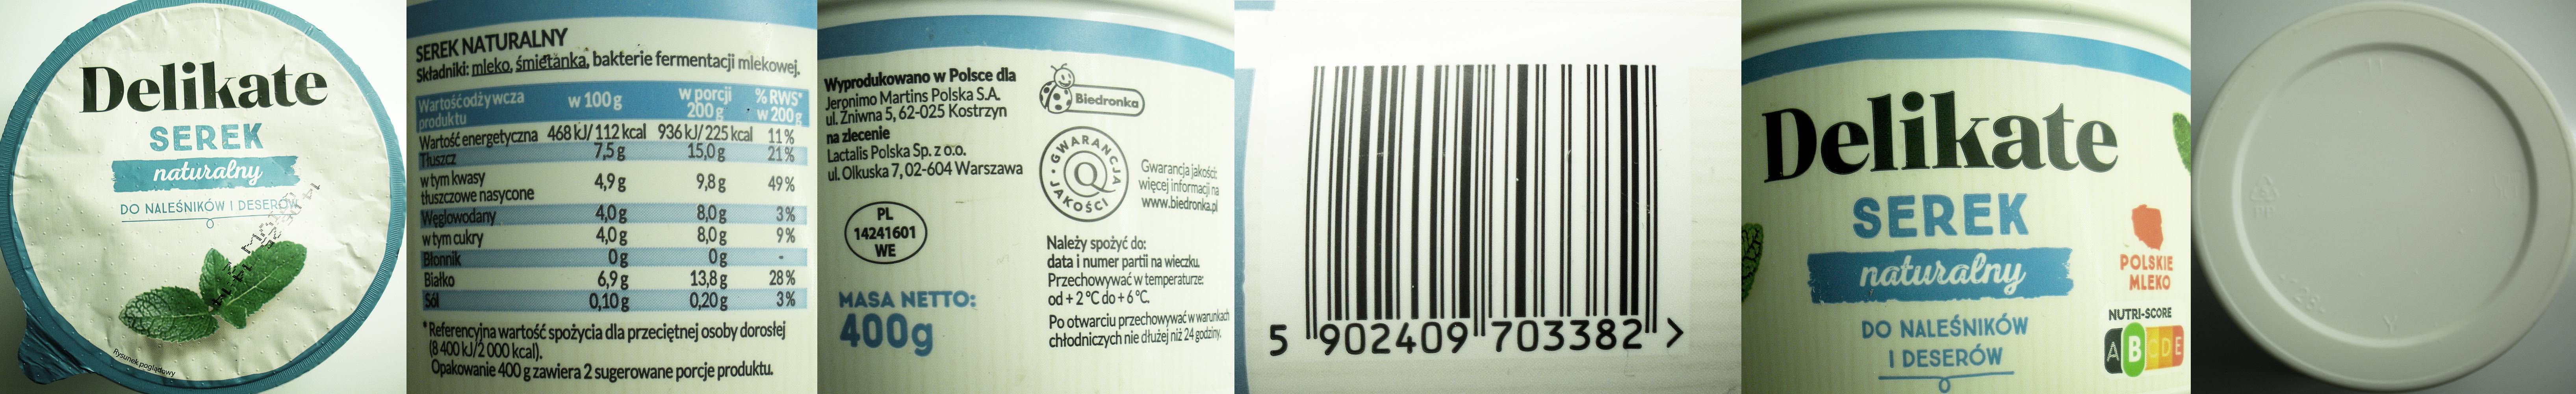 Delikate
SEREK
naturalny
DO NALEŚNIKÓW I DESERÓW
Rysunek poglądowy
SEREK NATURALNY
Składniki: mleko, śmietanka, bakterie fermentacji mlekowej.
Wartość odżywcza produktu w 100 g w porcji 200 g % RWS* w 200 g
Wartość energetyczna 468 kJ/ 112 kcal 936 kJ/ 225 kcal 11 %
Tłuszcz 7,5 g 15,0 g 21 %
w tym kwasy tłuszczowe nasycone 4,9 g 9,8 g 49 %
Węglowodany 4,0 g 8,0 g 3 %
w tym cukry 4,0 g 8,0 g 9 %
Błonnik 0 g 0 g -
Białko 6,9 g 13,8 g 28 %
Sól 0,10 g 0,20 g 3 %
* Referencyjna wartość spożycia dla przeciętnej osoby dorosłej
(8 400 kJ/2 000 kcal).
Opakowanie 400 g zawiera 2 sugerowane porcje produktu.
Wyprodukowano w Polsce dla
Jeronimo Martins Polska S.A.
ul. Żniwna 5, 62-025 Kostrzyn
na zlecenie
Lactalis Polska Sp. z o.o.
ul. Olkuska 7, 02-604 Warszawa
PL
14241601
WE
MASA NETTO:
400g
Biedronka
GWARANCJA
Q
JAKOŚCI
Gwarancja jakości:
więcej informacji na
www.biedronka.pl
Należy spożyć do:
data i numer partii na wieczku.
Przechowywać w temperaturze:
od + 2 °C do + 6 °C.
Po otwarciu przechowywać w warunkach
chłodniczych nie dłużej niż 24 godziny.
5 902409 703382 >
Delikate
SEREK
naturalny
DO NALEŚNIKÓW
I DESERÓW
POLSKIE
MLEKO
NUTRI-SCORE
A B C D E
PP